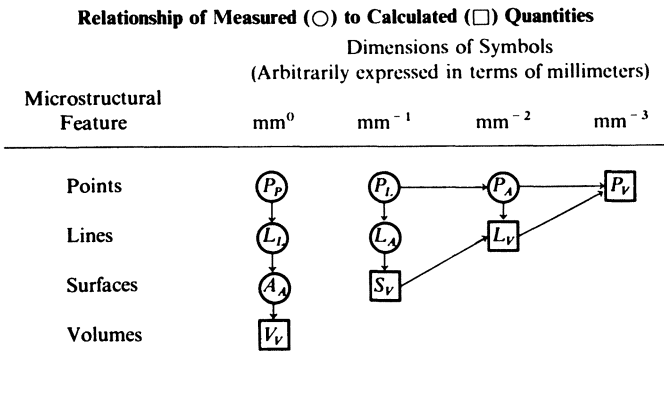 Relationship of Measured (○) to Calculated (□) Quantities
Dimensions of Symbols
(Arbitrarily expressed in terms of millimeters)
Microstructural
Feature mm⁰ mm⁻¹ mm⁻² mm⁻³
Points P_P P_L P_A P_V
Lines L_L L_A L_V
Surfaces A_A S_V
Volumes V_V